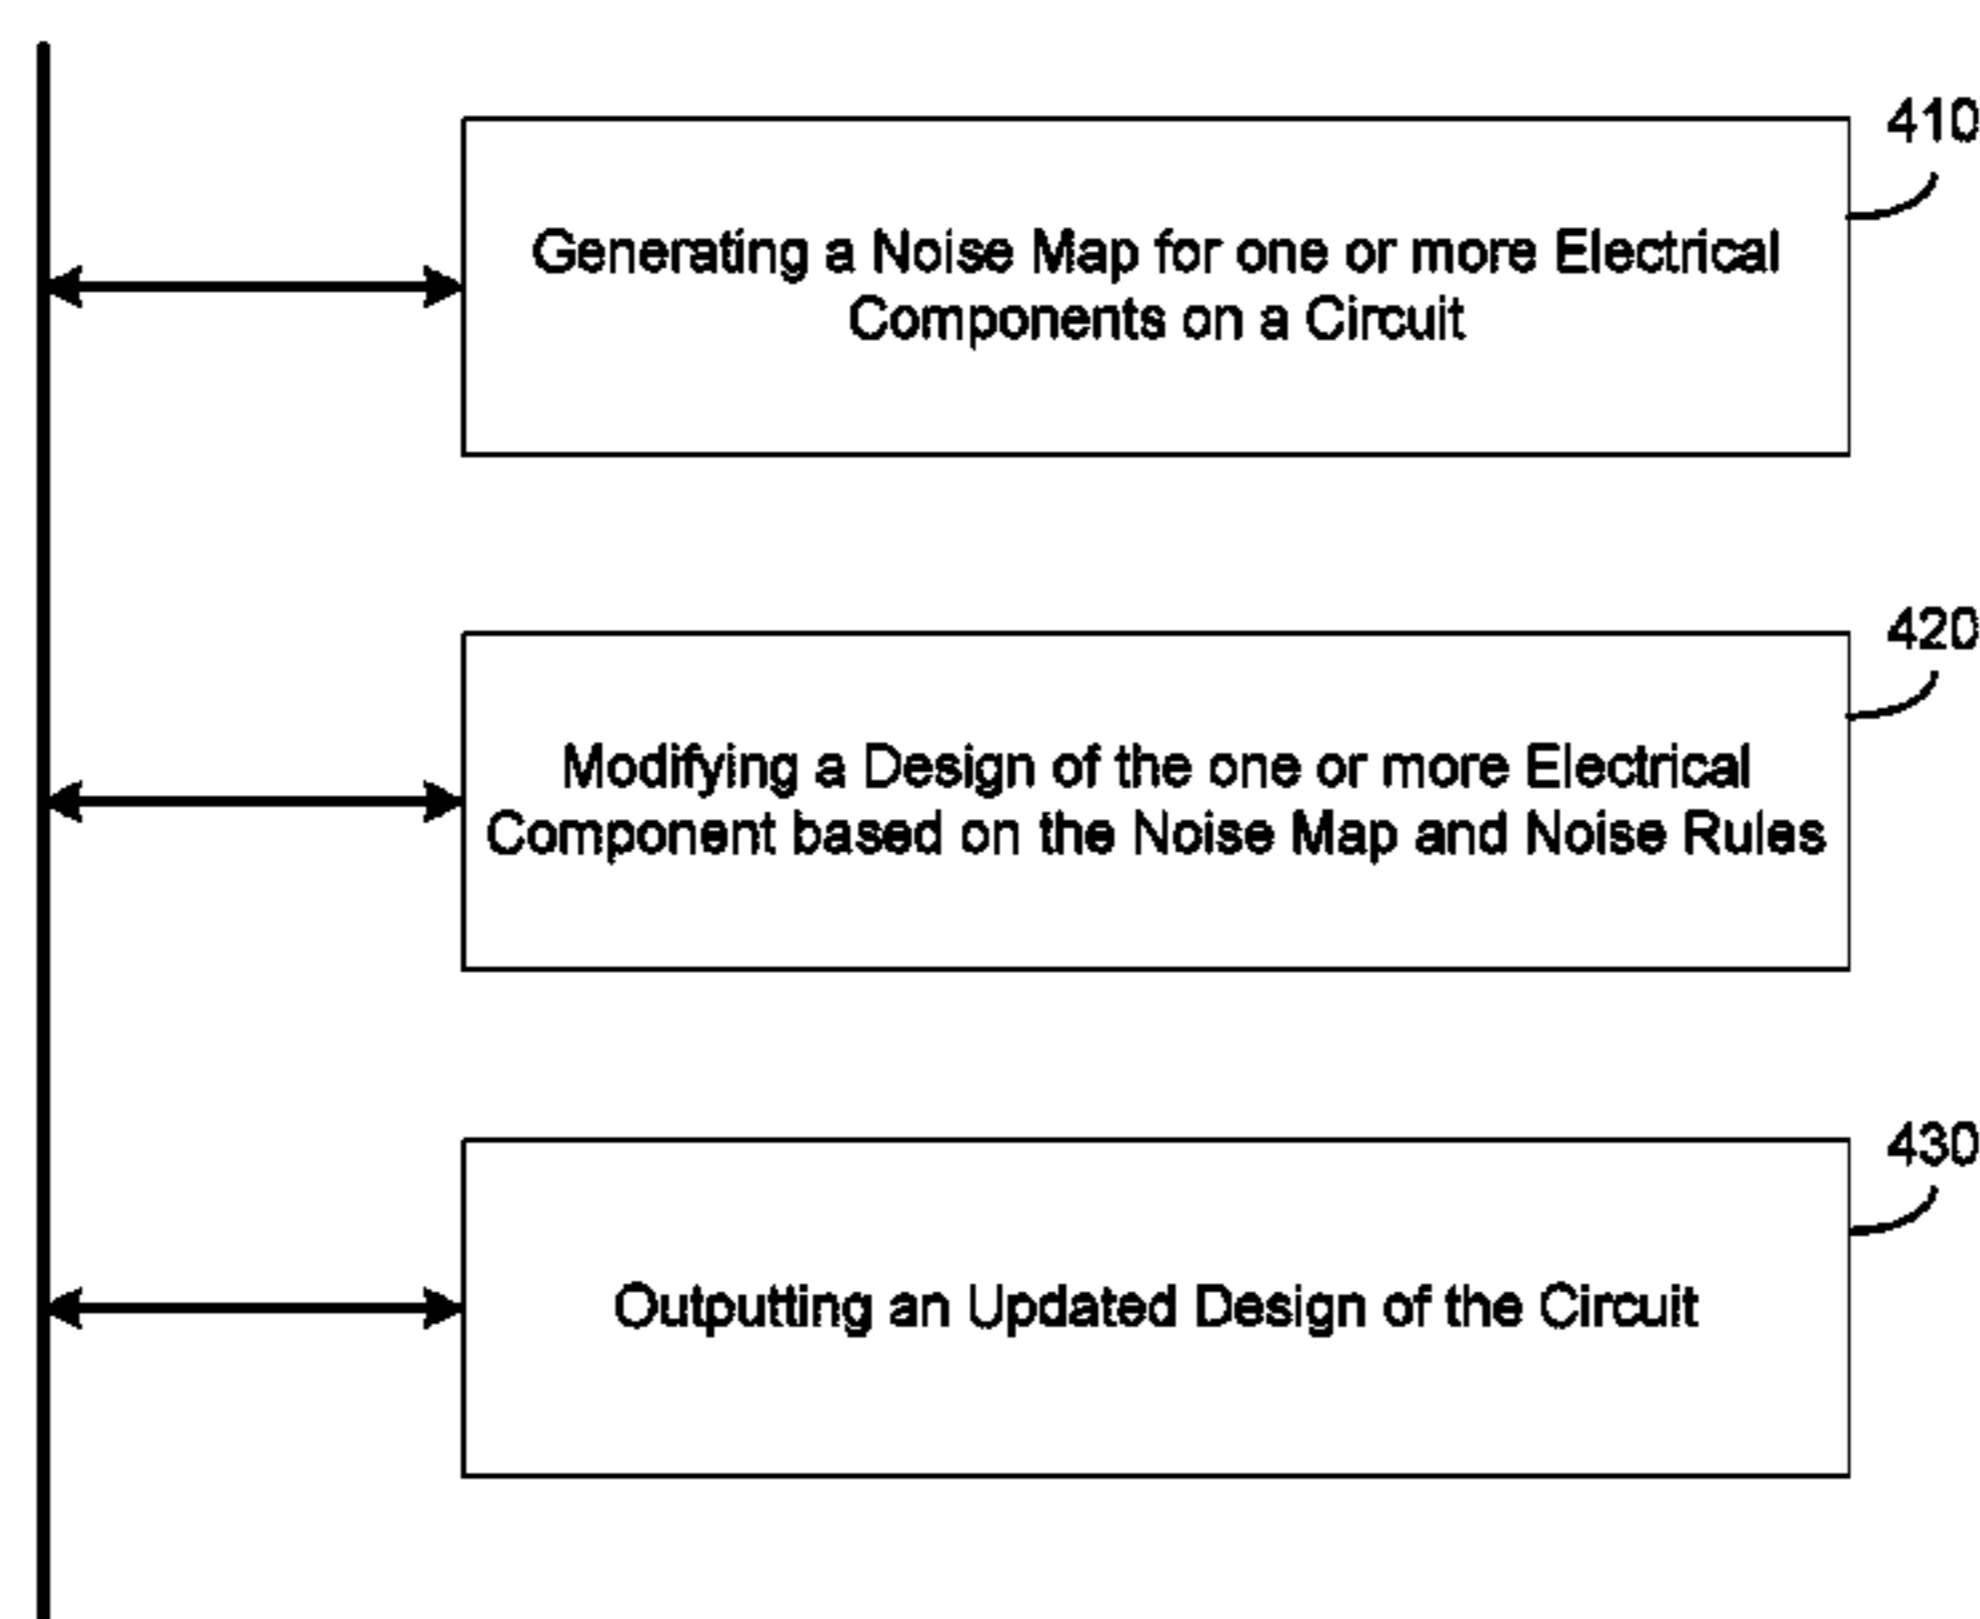 410
Generating a Noise Map for one or more Electrical
Components on a Circuit
420
Modifying a Design of the one or more Electrical
Component based on the Noise Map and Noise Rules
430
Outputting an Updated Design of the Circuit